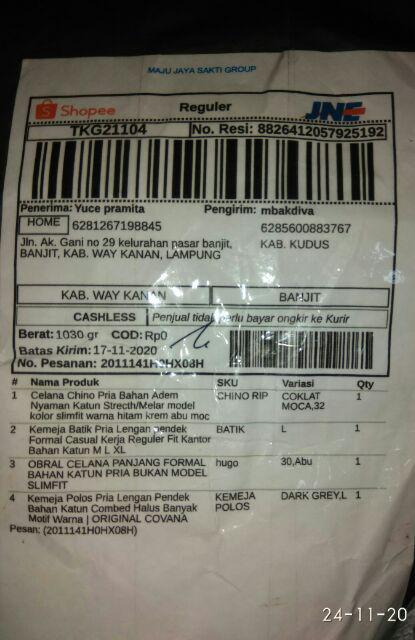 MAJU JAYA SAKTI GROUP
Shopee Reguler JNE
TKG21104 No. Resi: 8826412057925192
Penerima: Yuce pramita Pengirim: mbakdiva
HOME 6281267198845 6285600883767
Jln. Ak. Gani no 29 kelurahan pasar banjit, KAB. KUDUS
BANJIT, KAB. WAY KANAN, LAMPUNG
KAB. WAY KANAN BANJIT
CASHLESS Penjual tidak perlu bayar ongkir ke Kurir
Berat: 1030 gr COD: Rp0
Batas Kirim: 17-11-2020
No. Pesanan: 2011141H0HX08H
# Nama Produk SKU Variasi Qty
1 Celana Chino Pria Bahan Adem CHINO RIP COKLAT 1
Nyaman Katun Strecth/Melar model MOCA,32
kolor slimfit warna hitam krem abu moc
2 Kemeja Batik Pria Lengan pendek BATIK L 1
Formal Casual Kerja Reguler Fit Kantor
Bahan Katun M L XL
3 OBRAL CELANA PANJANG FORMAL hugo 30,Abu 1
BAHAN KATUN PRIA BUKAN MODEL
SLIMFIT
4 Kemeja Polos Pria Lengan Pendek KEMEJA DARK GREY,L 1
Bahan Katun Combed Halus Banyak POLOS
Motif Warna | ORIGINAL COVANA
Pesan: (2011141H0HX08H)
24-11-20